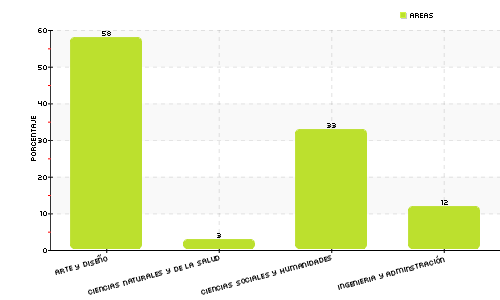 AREAS
60
50
40
30
20
10
0
PORCENTAJE
58
3
33
12
ARTE Y DISEÑO
CIENCIAS NATURALES Y DE LA SALUD
CIENCIAS SOCIALES Y HUMANIDADES
INGENIERIA Y ADMINSTRACIÓN